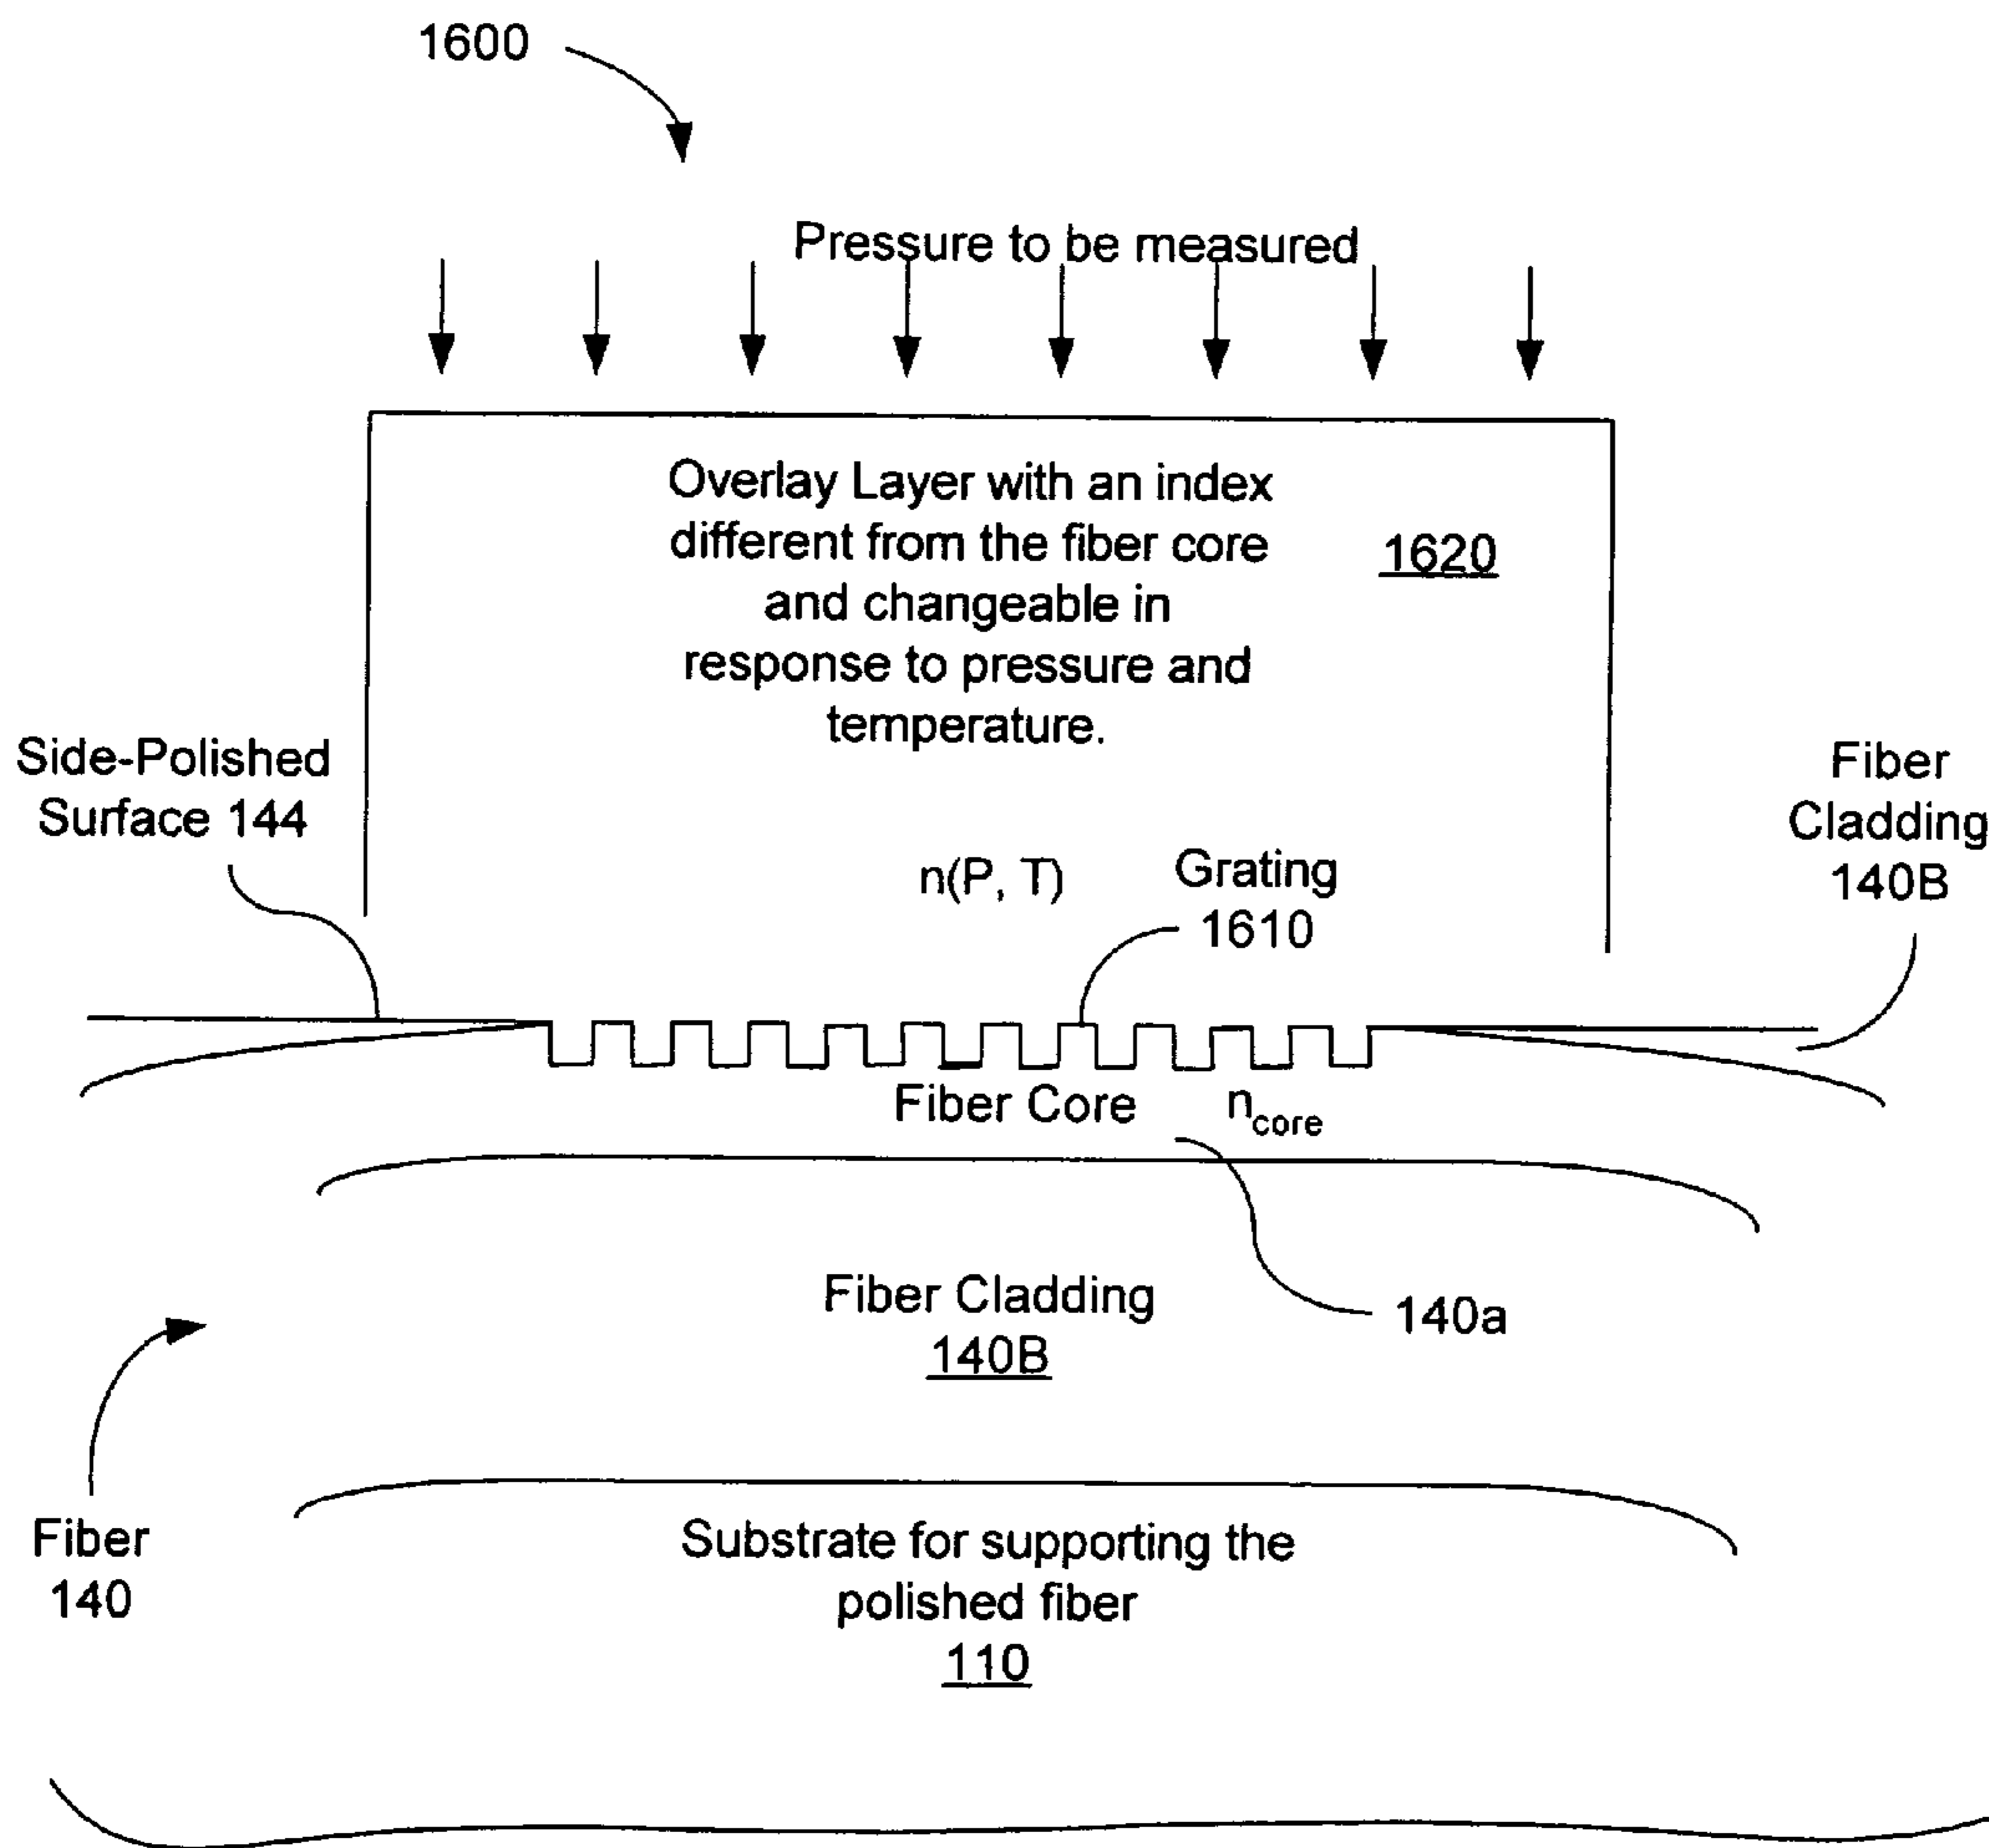 1600
Pressure to be measured
Overlay Layer with an index
different from the fiber core
and changeable in
response to pressure and
temperature.
1620
Side-Polished
Surface 144
Fiber
Cladding
140B
n(P, T)
Grating
1610
Fiber Core
n_core
Fiber Cladding
140B
140a
Fiber
140
Substrate for supporting the
polished fiber
110